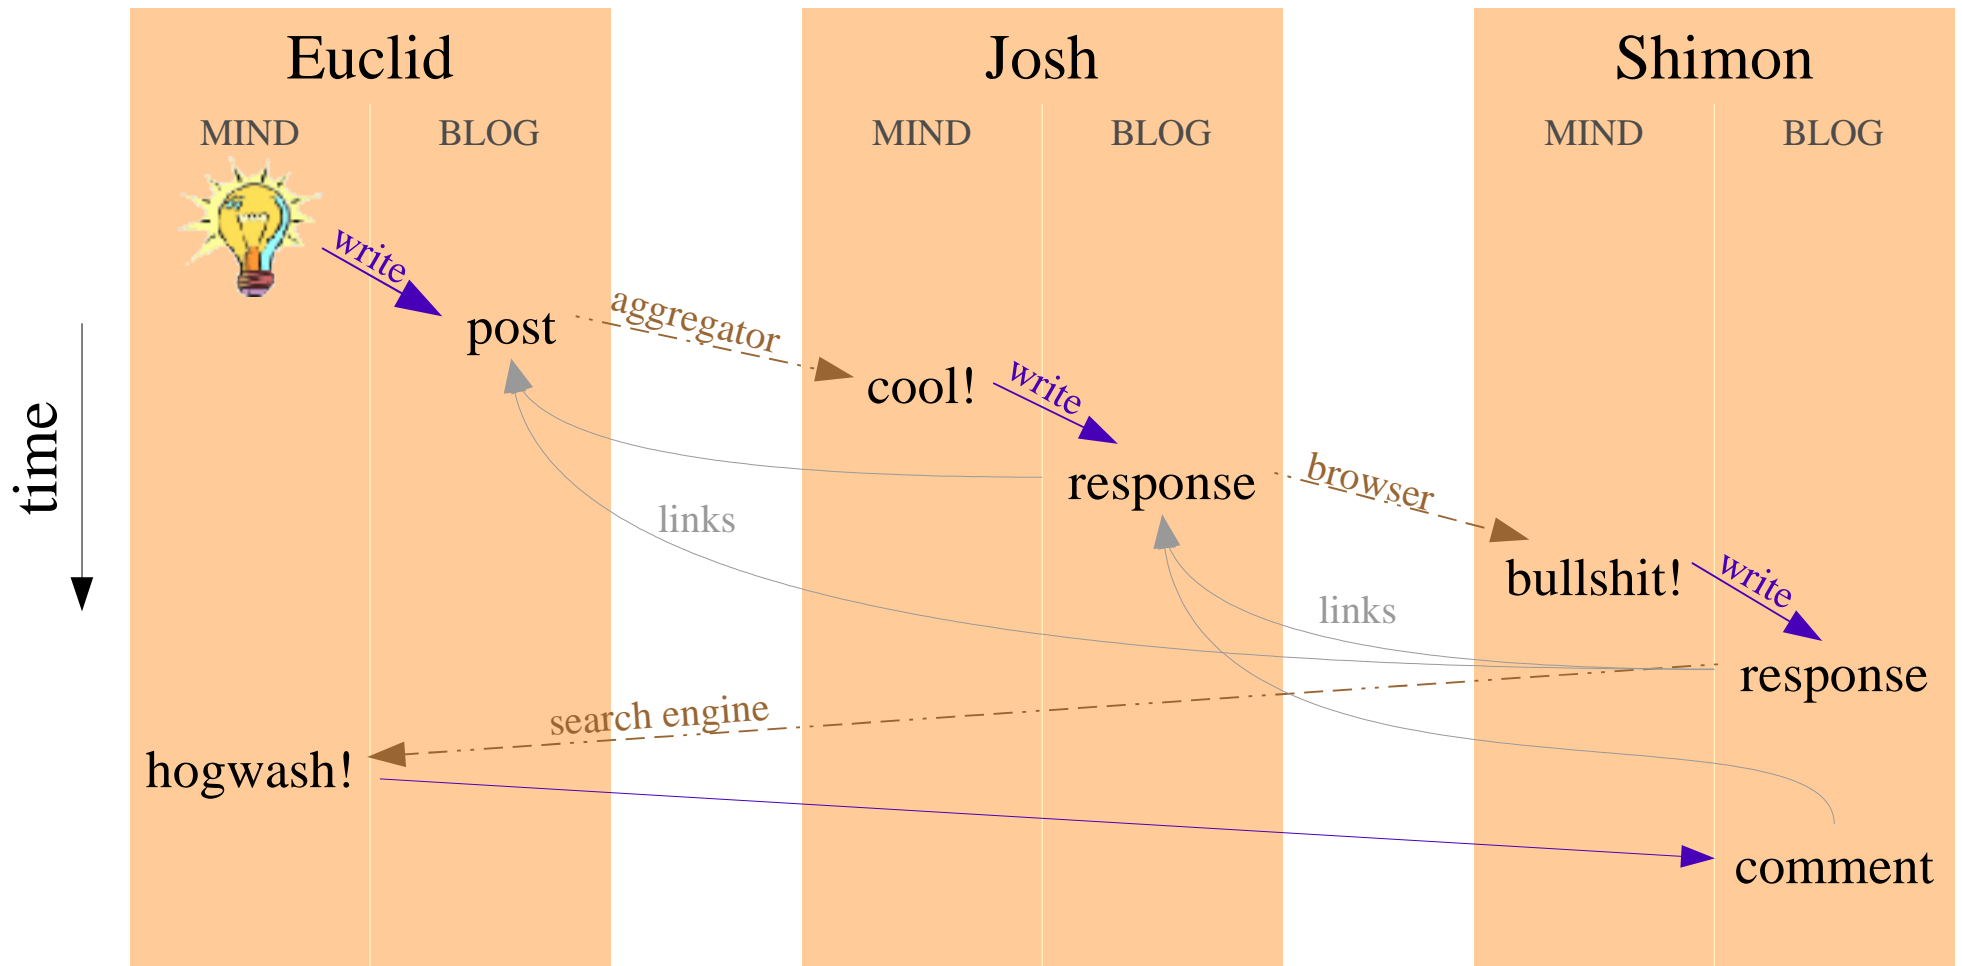 Euclid
Josh
Shimon
MIND
BLOG
MIND
BLOG
MIND
BLOG
write
post
aggregator
cool!
write
time
response
browser
links
bullshit!
write
links
response
search engine
hogwash!
comment